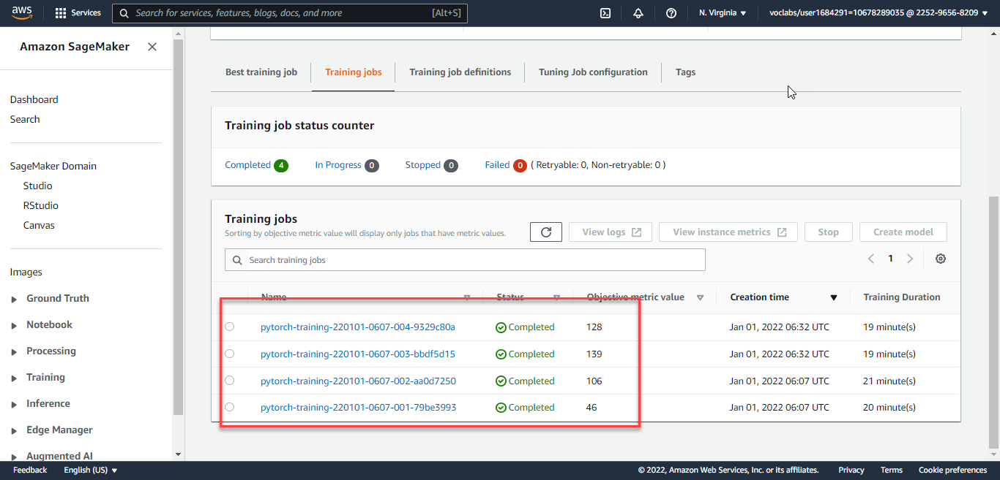 aws Services Search for services, features, blogs, docs, and more [Alt+S] N. Virginia voclabs/user1684291=10678289035 @ 2252-9656-8209
Amazon SageMaker
Dashboard
Search
SageMaker Domain
Studio
RStudio
Canvas
Images
Ground Truth
Notebook
Processing
Training
Inference
Edge Manager
Augmented AI
Best training job Training jobs Training job definitions Tuning Job configuration Tags
Training job status counter
Completed 4 In Progress 0 Stopped 0 Failed 0 ( Retryable: 0, Non-retryable: 0 )
Training jobs
Sorting by objective metric value will display only jobs that have metric values.
View logs View instance metrics Stop Create model
Search training jobs
1
Name Status Objective metric value Creation time Training Duration
pytorch-training-220101-0607-004-9329c80a Completed 128 Jan 01, 2022 06:32 UTC 19 minute(s)
pytorch-training-220101-0607-003-bbdf5d15 Completed 139 Jan 01, 2022 06:32 UTC 19 minute(s)
pytorch-training-220101-0607-002-aa0d7250 Completed 106 Jan 01, 2022 06:07 UTC 21 minute(s)
pytorch-training-220101-0607-001-79be3993 Completed 46 Jan 01, 2022 06:07 UTC 20 minute(s)
Feedback English (US) © 2022, Amazon Web Services, Inc. or its affiliates. Privacy Terms Cookie preferences